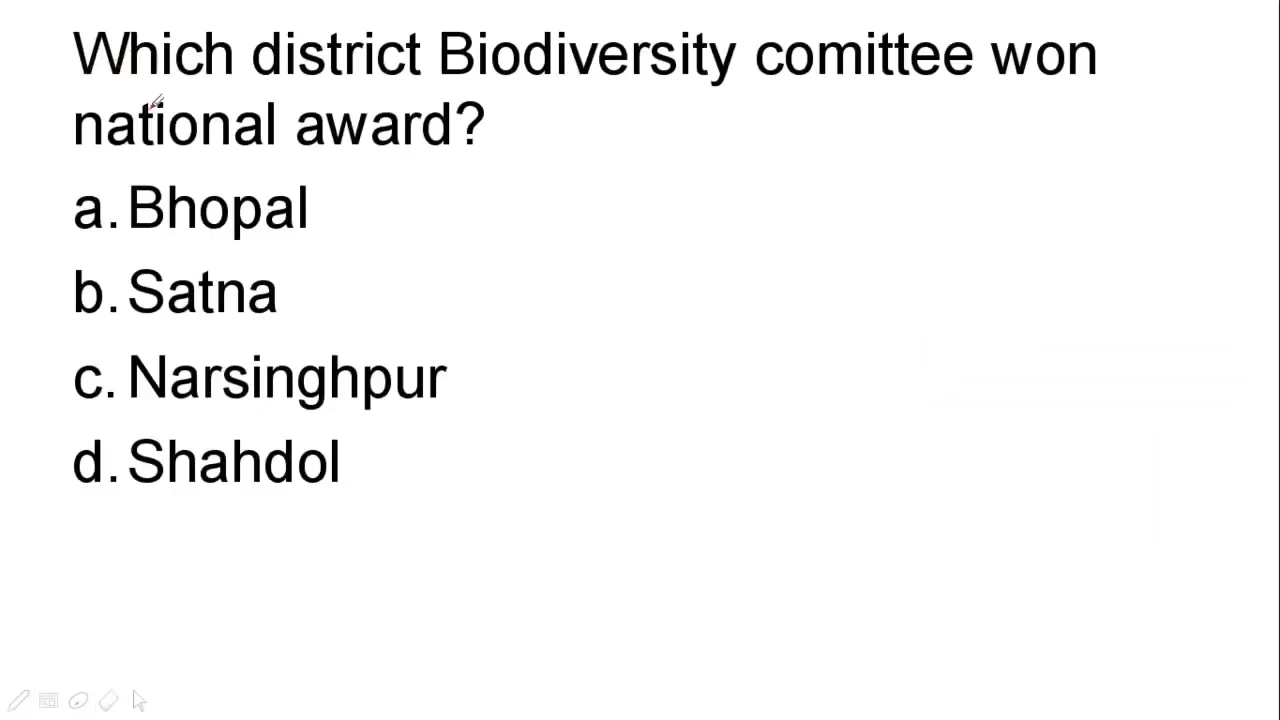 Which district Biodiversity comittee won
national award?
a. Bhopal
b. Satna
c. Narsinghpur
d. Shahdol